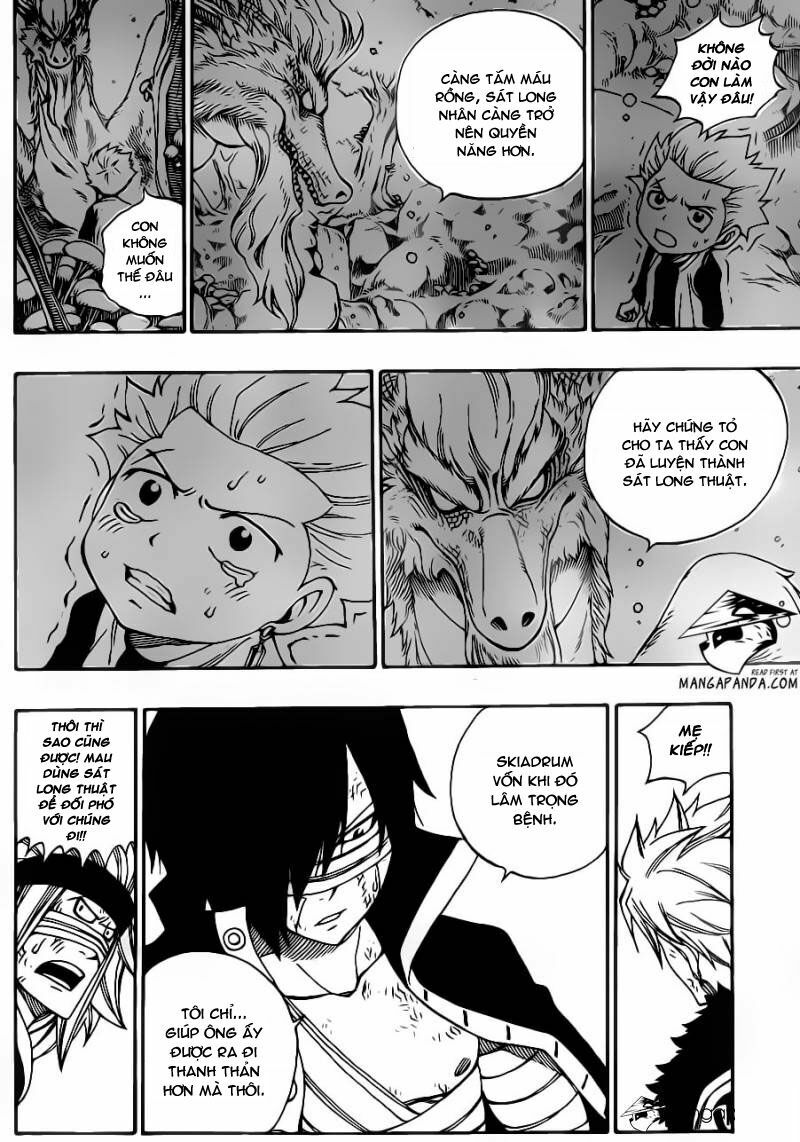 KHÔNG
ĐỜI NÀO
CON LÀM
VẬY ĐÂU!
CÀNG TẮM MÁU
RỒNG, SÁT LONG
NHÂN CÀNG TRỞ
NÊN QUYỀN
NĂNG HƠN.
CON
KHÔNG
MUỐN
THẾ ĐÂU
...
HÃY CHỨNG TỎ
CHO TA THẤY CON
ĐÃ LUYỆN THÀNH
SÁT LONG THUẬT.
READ FIRST AT
MANGAPANDA.COM
MẸ
KIẾP!!
SKIADRUM
VỐN KHI ĐÓ
LÂM TRỌNG
BỆNH.
TÔI CHỈ...
GIÚP ÔNG ẤY
ĐƯỢC RA ĐI
THANH THẢN
HƠN MÀ THÔI.
THÔI THÌ
SAO CŨNG
ĐƯỢC! MAU
DÙNG SÁT
LONG THUẬT
ĐỂ ĐỐI PHÓ
VỚI CHÚNG
ĐI!!